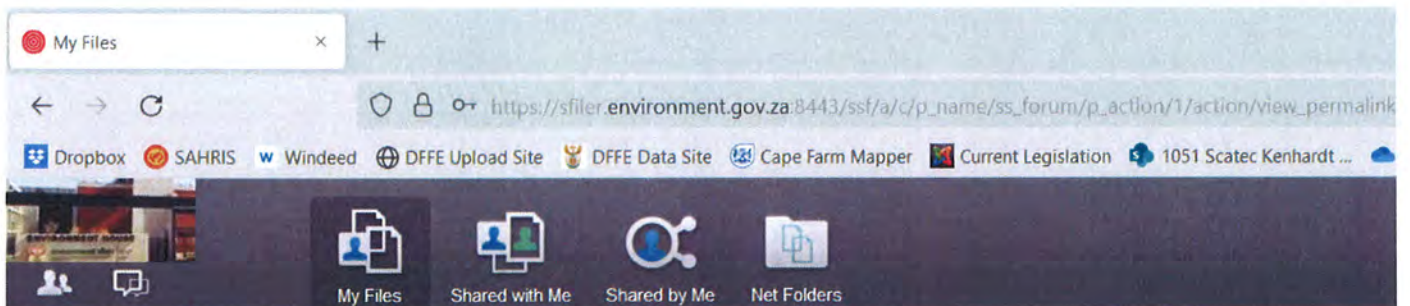 My Files
https://sfiler.environment.gov.za:8443/ssf/a/c/p_name/ss_forum/p_action/1/action/view_permalink
Dropbox SAHRIS W Windeed DFFE Upload Site DFFE Data Site Cape Farm Mapper Current Legislation 1051 Scatec Kenhardt ...
ENVIRONMENT HOUSE
My Files Shared with Me Shared by Me Net Folders